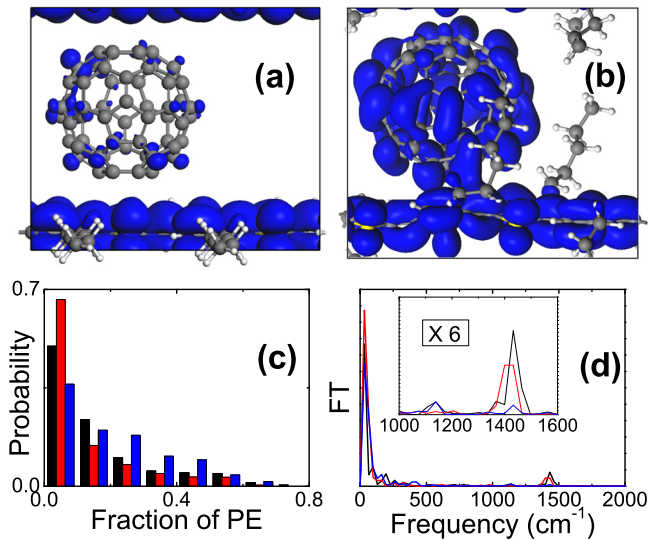 (a)
(b)
0.7
Probability
0.0
0.0 0.4 0.8
Fraction of PE
(c)
FT
X 6
1000 1200 1400 1600
(d)
0 500 1000 1500 2000
Frequency (cm⁻¹)